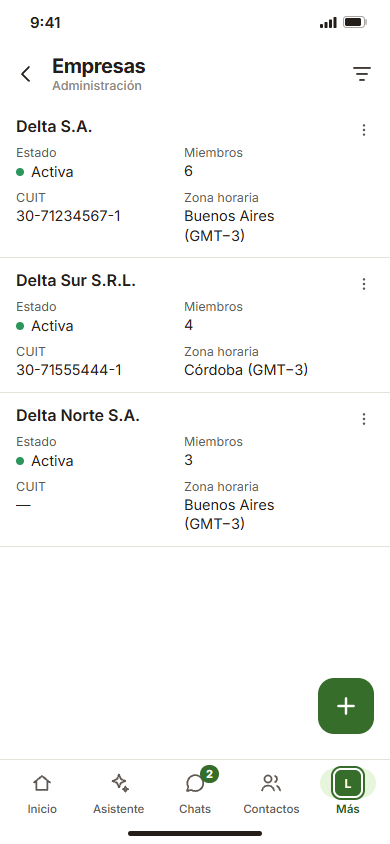 9:41
Empresas
Administración
Delta S.A.
Estado
Miembros
Activa
6
CUIT
Zona horaria
30-71234567-1
Buenos Aires
(GMT−3)
Delta Sur S.R.L.
Estado
Miembros
Activa
4
CUIT
Zona horaria
30-71555444-1
Córdoba (GMT−3)
Delta Norte S.A.
Estado
Miembros
Activa
3
CUIT
Zona horaria
—
Buenos Aires
(GMT−3)
2
L
Inicio
Asistente
Chats
Contactos
Más